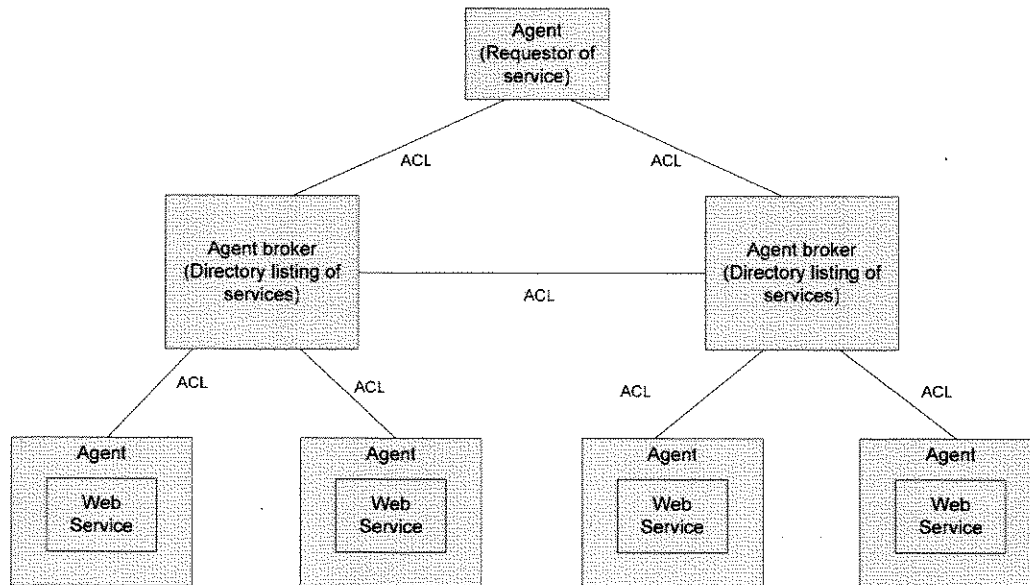 Agent
(Requestor of
service)
ACL
ACL
Agent broker
(Directory listing of
services)
Agent broker
(Directory listing of
services)
ACL
ACL
ACL
ACL
ACL
Agent
Web
Service
Agent
Web
Service
Agent
Web
Service
Agent
Web
Service